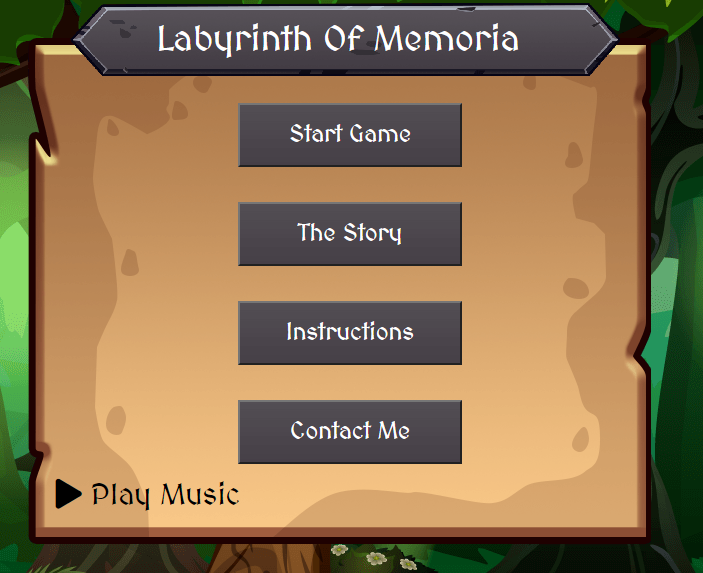 Labyrinth Of Memoria
Start Game
The Story
Instructions
Contact Me
Play Music